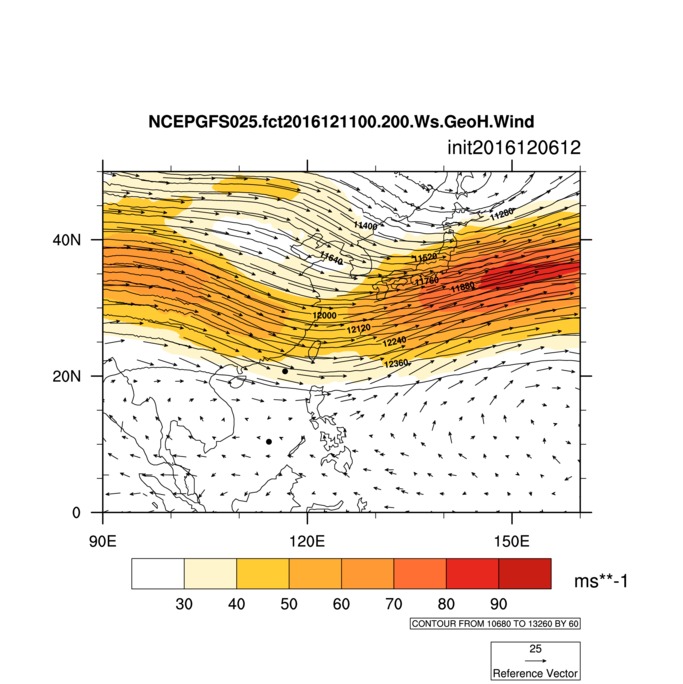 NCEPGFS025.fct2016121100.200.Ws.GeoH.Wind
init2016120612
40N
20N
0
90E 120E 150E
11280
11400
11520
11640
11760
11880
12000
12120
12240
12360
30 40 50 60 70 80 90
ms**-1
CONTOUR FROM 10680 TO 13260 BY 60
25
Reference Vector